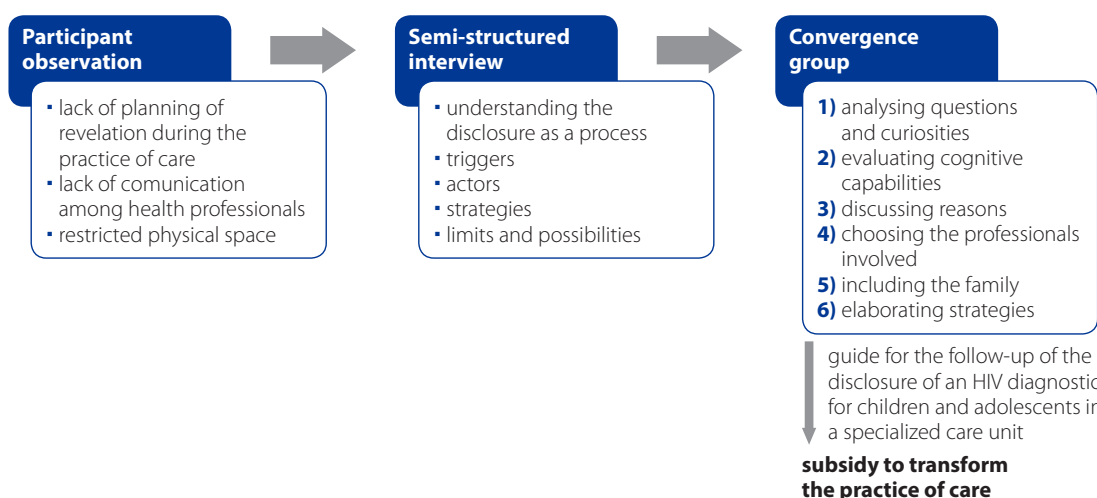 Participant
observation
▪ lack of planning of
revelation during the
practice of care
▪ lack of comunication
among health professionals
▪ restricted physical space
Semi-structured
interview
▪ understanding the
disclosure as a process
▪ triggers
▪ actors
▪ strategies
▪ limits and possibilities
Convergence
group
1) analysing questions
and curiosities
2) evaluating cognitive
capabilities
3) discussing reasons
4) choosing the professionals
involved
5) including the family
6) elaborating strategies
guide for the follow-up of the
disclosure of an HIV diagnostic
for children and adolescents in
a specialized care unit
subsidy to transform
the practice of care